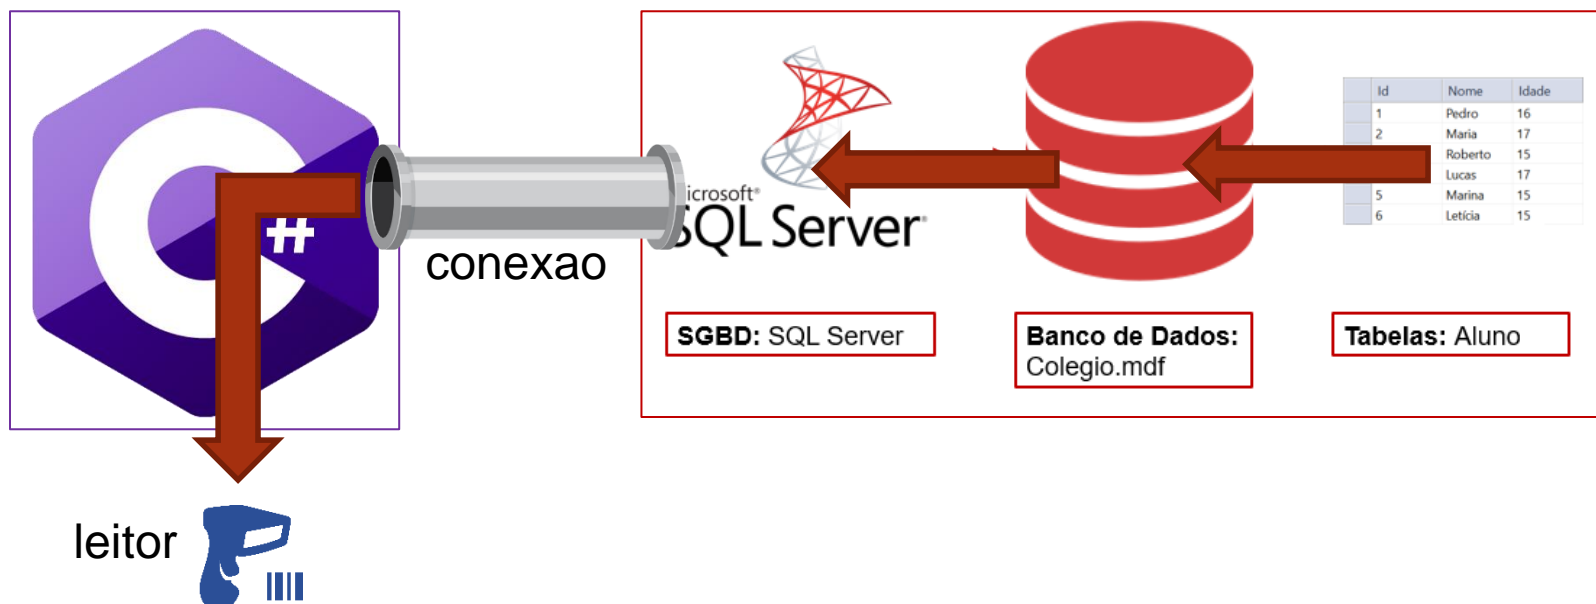 Id Nome Idade
1 Pedro 16
2 Maria 17
Roberto 15
Lucas 17
5 Marina 15
6 Letícia 15
#
icrosoft
SQL Server
conexao
SGBD: SQL Server
Banco de Dados:
Colegio.mdf
Tabelas: Aluno
leitor